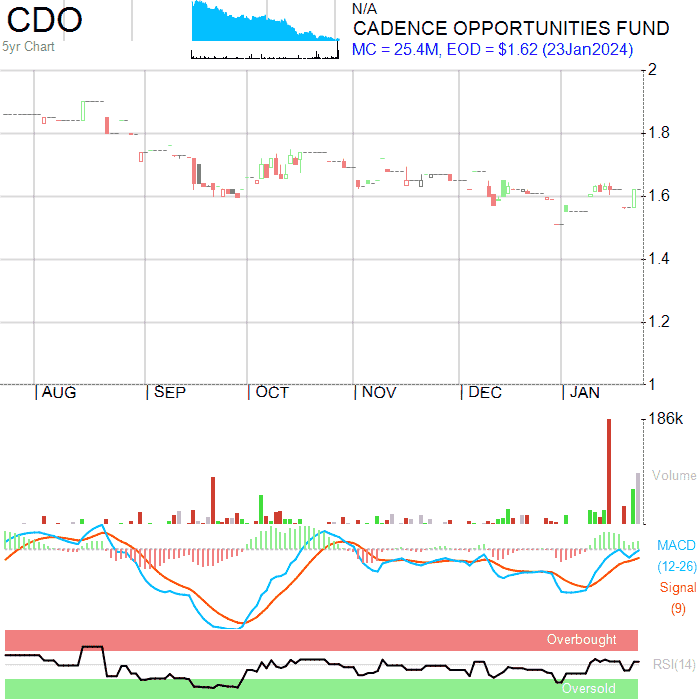 CDO
5yr Chart
N/A
CADENCE OPPORTUNITIES FUND
MC = 25.4M, EOD = $1.62 (23Jan2024)
2
1.8
1.6
1.4
1.2
1
AUG SEP OCT NOV DEC JAN
186k
Volume
MACD
(12-26)
Signal
(9)
Overbought
RSI(14)
Oversold